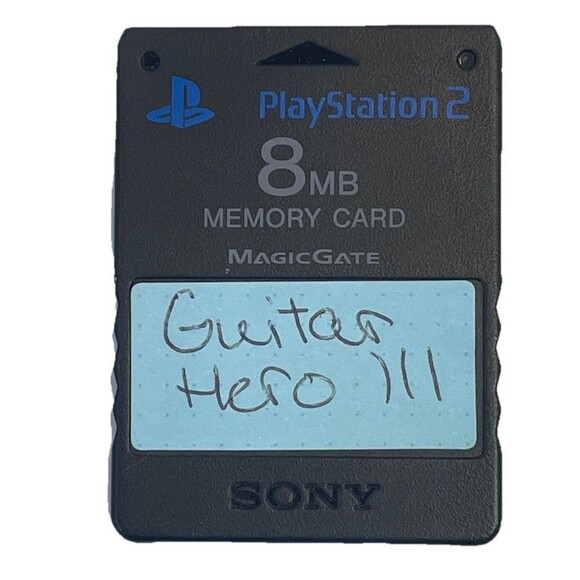 PlayStation 2
8MB
MEMORY CARD
MAGICGATE
Guitar
Hero III
SONY